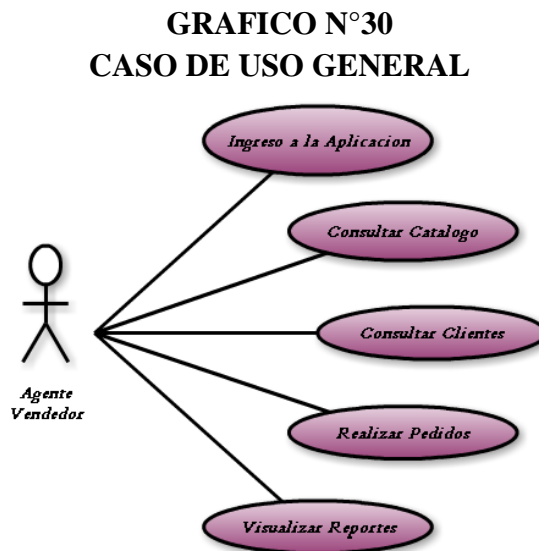 GRAFICO N°30
CASO DE USO GENERAL
Ingreso a la Aplicacion
Consultar Catalogo
Consultar Clientes
Agente
Vendedor
Realizar Pedidos
Visualizar Reportes